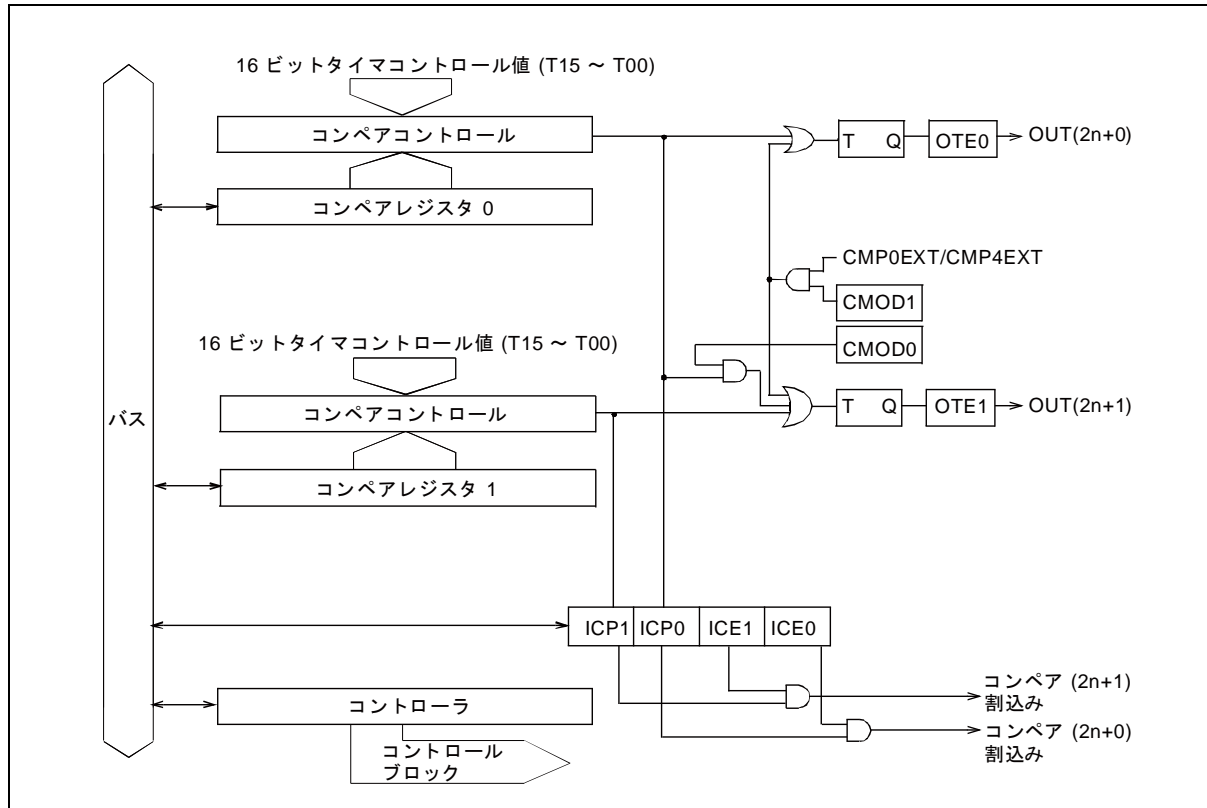 16 ビットタイマコントロール値 (T15 ～ T00)
コンペアコントロール
T Q
OTE0
OUT(2n+0)
コンペアレジスタ 0
CMP0EXT/CMP4EXT
CMOD1
CMOD0
16 ビットタイマコントロール値 (T15 ～ T00)
コンペアコントロール
T Q
OTE1
OUT(2n+1)
バス
コンペアレジスタ 1
ICP1 ICP0 ICE1 ICE0
コンペア (2n+1)
割込み
コントローラ
コンペア (2n+0)
割込み
コントロール
ブロック